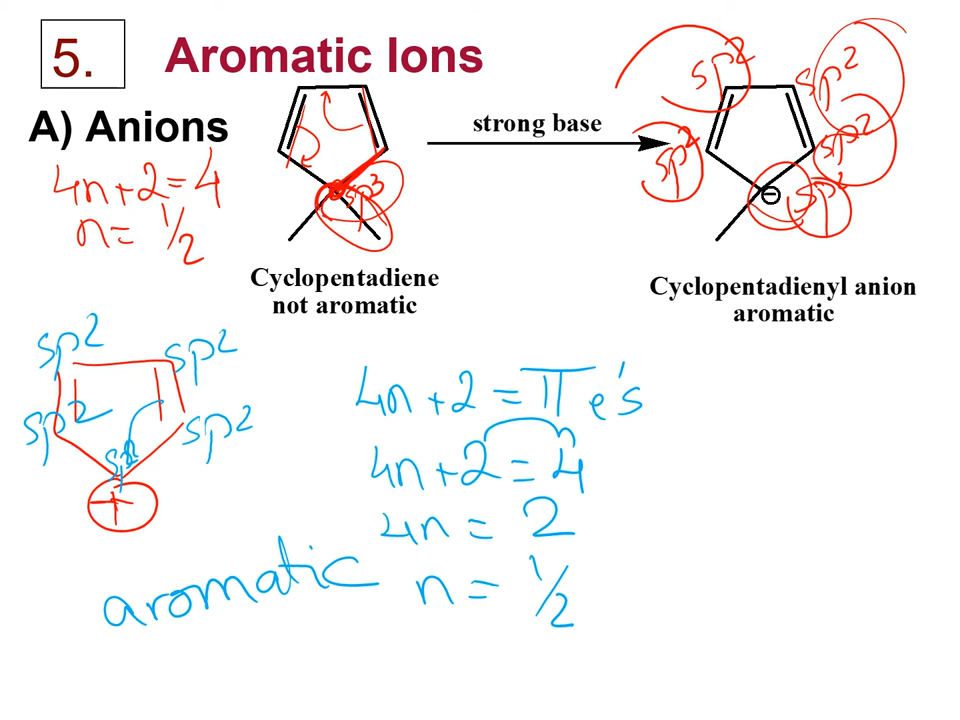 5.
Aromatic Ions
A) Anions
4n+2=4
n= 1/2
sp3
strong base
sp2
sp2
sp2
sp2
sp2
⊖
Cyclopentadiene
not aromatic
Cyclopentadienyl anion
aromatic
sp2
sp2
sp2
sp2
sp2
+
4n+2=π e's
4n+2=4
4n=2
n=1/2
aromatic